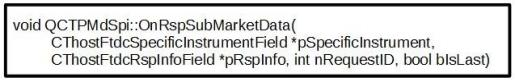 void QCTPMdSpi::OnRspSubMarketData(
CThostFtdcSpecificInstrumentField *pSpecificInstrument,
CThostFtdcRspInfoField *pRspInfo, int nRequestID, bool bIsLast)